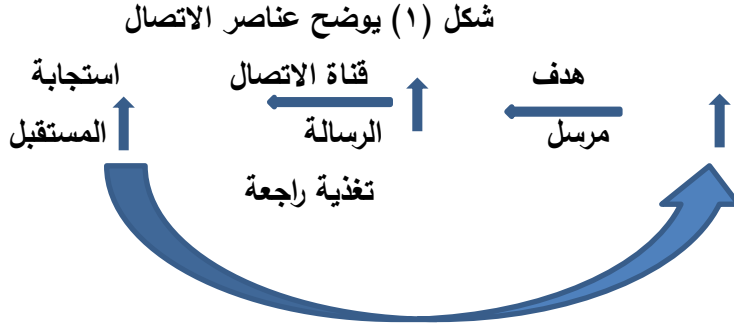 شكل (١) يوضح عناصر الاتصال
هدف قناة الاتصال استجابة
مرسل الرسالة المستقبل
تغذية راجعة